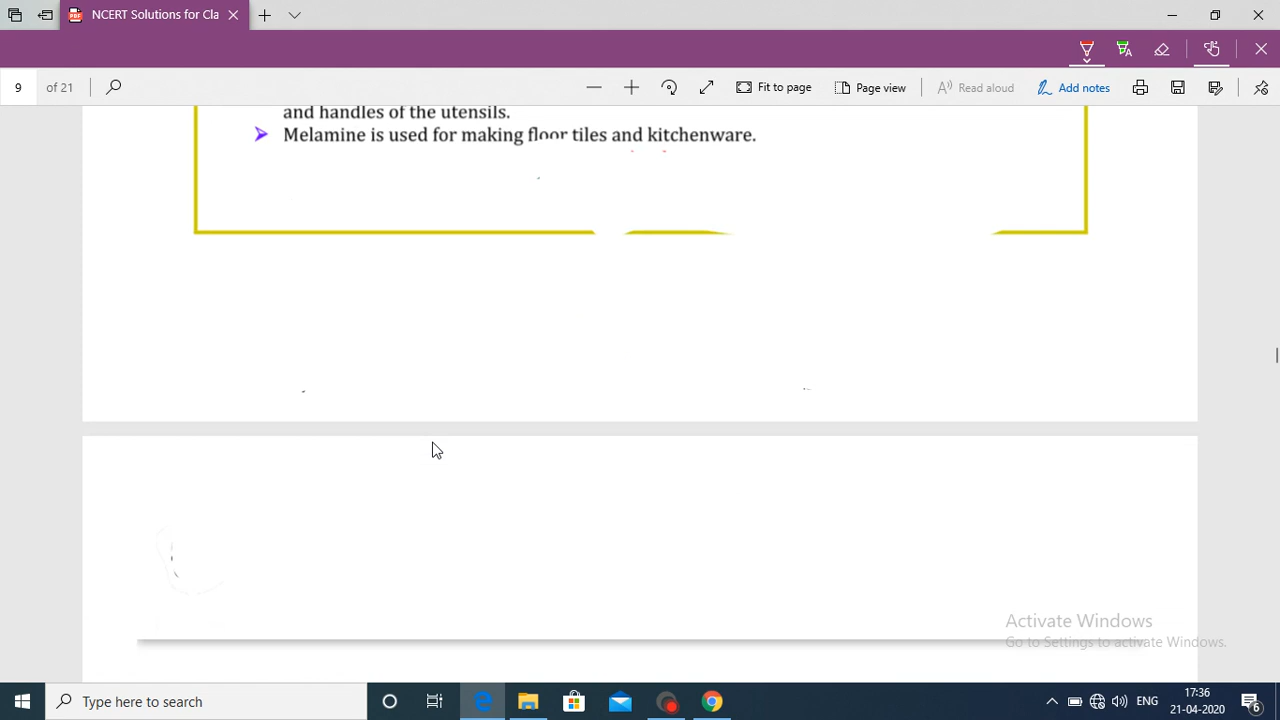 NCERT Solutions for Cla
9 of 21
Fit to page
Page view
Read aloud
Add notes
and handles of the utensils.
Melamine is used for making floor tiles and kitchenware.
Activate Windows
Go to Settings to activate Windows.
Type here to search
ENG
17:36
21-04-2020
6